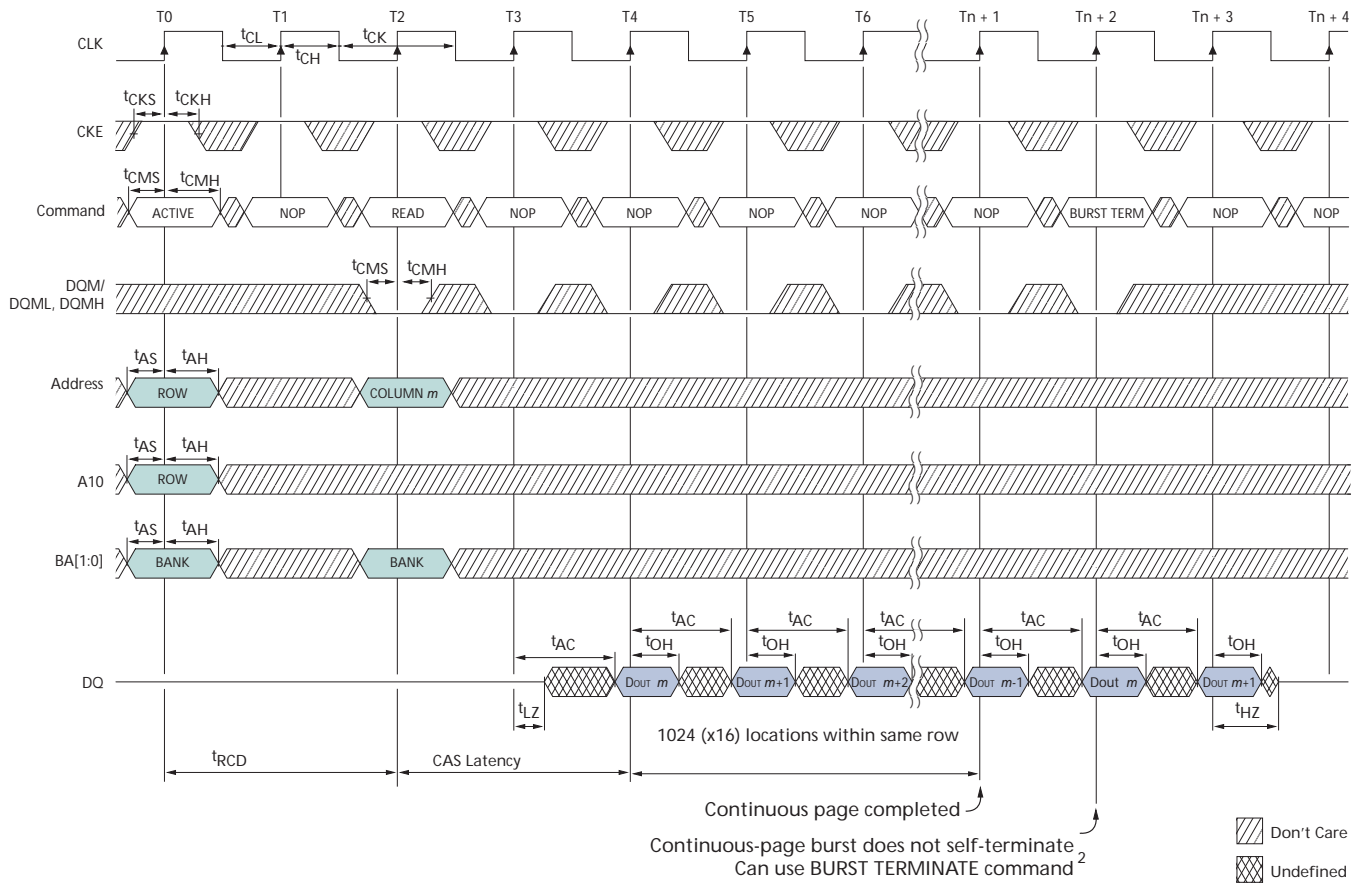 T0 T1 T2 T3 T4 T5 T6 Tn + 1 Tn + 2 Tn + 3 Tn + 4
CLK
tCL
tCK
tCH
tCKS tCKH
CKE
tCMS tCMH
Command
ACTIVE NOP READ NOP NOP NOP NOP NOP BURST TERM NOP NOP
tCMS tCMH
DQM/
DQML, DQMH
tAS tAH
Address
ROW COLUMN m
tAS tAH
A10
ROW
tAS tAH
BA[1:0]
BANK BANK
tAC tAC tAC tAC tAC tAC
tOH tOH tOH tOH tOH tOH
DQ
DOUT m DOUT m+1 DOUT m+2 DOUT m-1 Dout m DOUT m+1
tLZ
tHZ
1024 (x16) locations within same row
tRCD
CAS Latency
Continuous page completed
Continuous-page burst does not self-terminate
Can use BURST TERMINATE command 2
Don't Care
Undefined